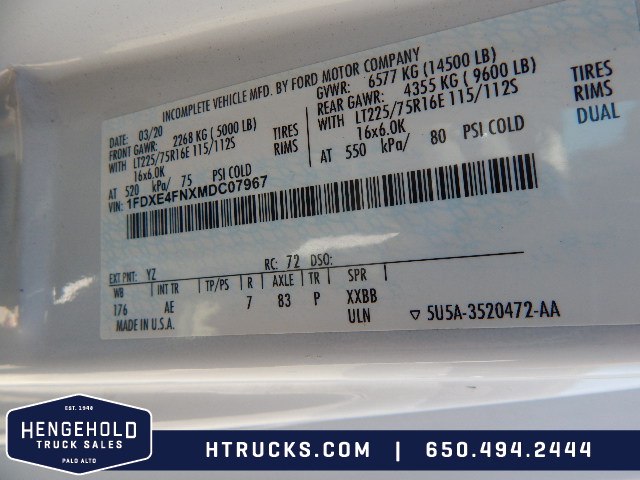 INCOMPLETE VEHICLE MFD. BY FORD MOTOR COMPANY
DATE: 03/20 GVWR: 6577 KG (14500 LB)
FRONT GAWR: 2268 KG (5000 LB) REAR GAWR: 4355 KG (9600 LB)
WITH LT225/75R16E 115/112S TIRES WITH LT225/75R16E 115/112S TIRES
16x6.0K RIMS 16x6.0K RIMS
AT 520 kPa/ 75 PSI COLD AT 550 kPa/ 80 PSI COLD DUAL
VIN: 1FDXE4FNXMDC07967
EXT PNT: YZ RC: 72 DSO:
WB INT TR TP/PS R AXLE TR SPR
176 AE 7 83 P XXBB
MADE IN U.S.A. ULN ▽ 5U5A-3520472-AA
EST. 1948
HENGEHOLD
TRUCK SALES
PALO ALTO
HTRUCKS.COM | 650.494.2444